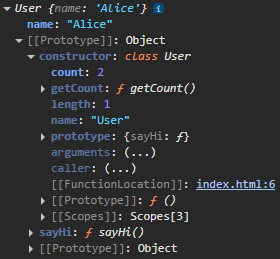 ▼ User {name: 'Alice'} i
name: "Alice"
▼ [[Prototype]]: Object
▼ constructor: class User
count: 2
▶ getCount: ƒ getCount()
length: 1
name: "User"
▶ prototype: {sayHi: ƒ}
arguments: (...)
caller: (...)
[[FunctionLocation]]: index.html:6
▶ [[Prototype]]: ƒ ()
▶ [[Scopes]]: Scopes[3]
▶ sayHi: ƒ sayHi()
▶ [[Prototype]]: Object